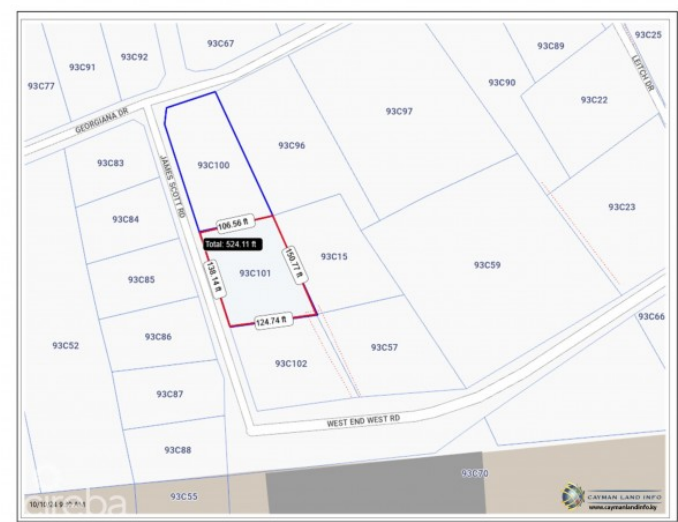 93C67
93C25
93C89
93C92
93C91
93C77
LEITCH DR
93C90
93C22
93C97
GEORGIANA DR
93C96
93C83
93C100
JAMES SCOTT RD
93C23
93C84
106.56 ft
Total: 524.11 ft
93C15
93C59
150.77 ft
138.14 ft
93C101
93C85
93C66
124.74 ft
93C86
93C52
93C57
93C102
93C87
WEST END WEST RD
93C88
93C70
93C55
cireba
CAYMAN LAND INFO
www.caymanlandinfo.ky